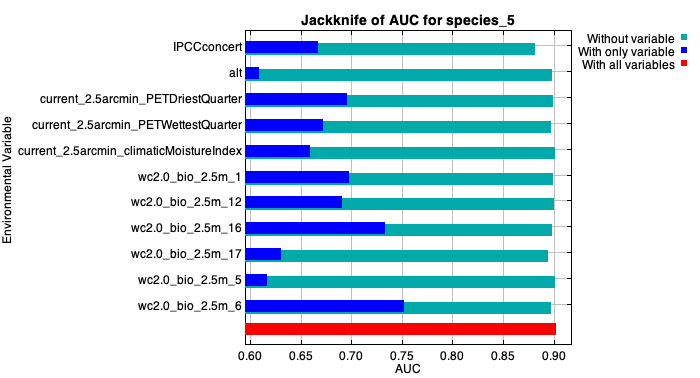 Jackknife of AUC for species_5
Without variable
With only variable
With all variables
Environmental Variable
IPCCconcert
alt
current_2.5arcmin_PETDriestQuarter
current_2.5arcmin_PETWettestQuarter
current_2.5arcmin_climaticMoistureIndex
wc2.0_bio_2.5m_1
wc2.0_bio_2.5m_12
wc2.0_bio_2.5m_16
wc2.0_bio_2.5m_17
wc2.0_bio_2.5m_5
wc2.0_bio_2.5m_6
0.60 0.65 0.70 0.75 0.80 0.85 0.90
AUC